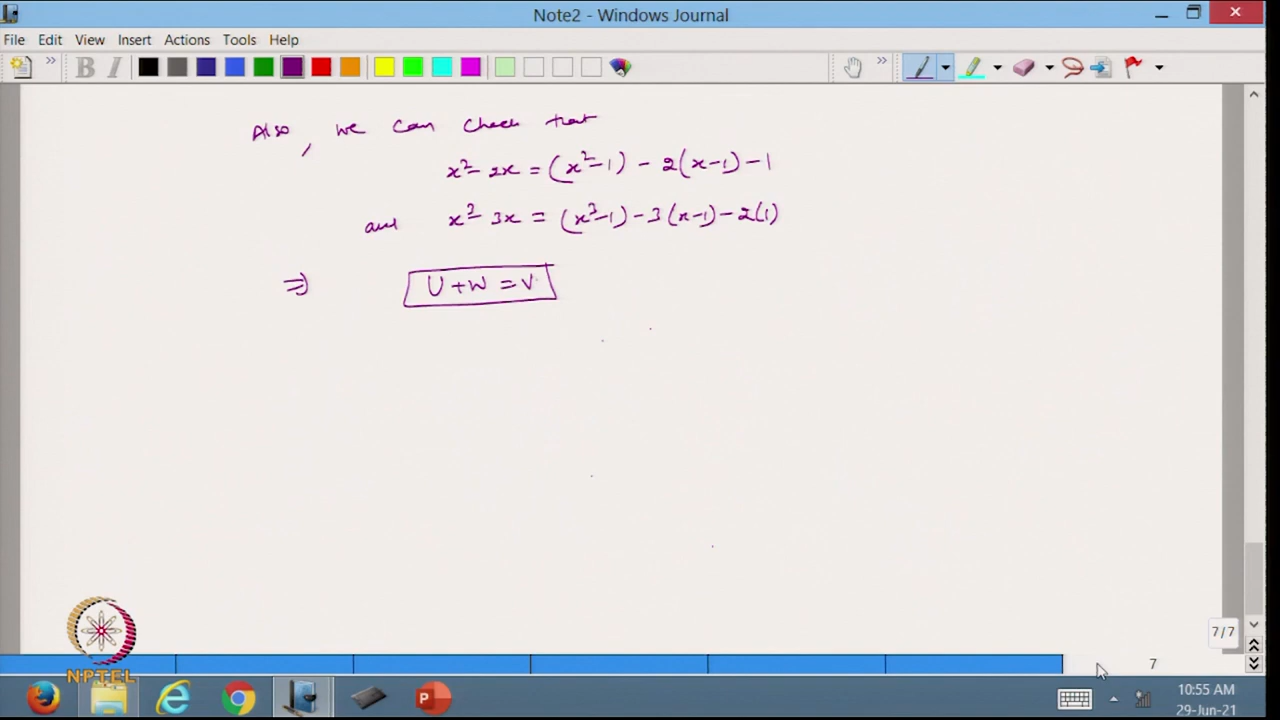 Note2 - Windows Journal
File Edit View Insert Actions Tools Help
Also, we can check that
x² - 2x = (x²-1) - 2(x-1) - 1
and x³ - 3x = (x³-1) - 3(x-1) - 2(1)
⇒ U + W = V
7/7
7
NPTEL
10:55 AM
29-Jun-21